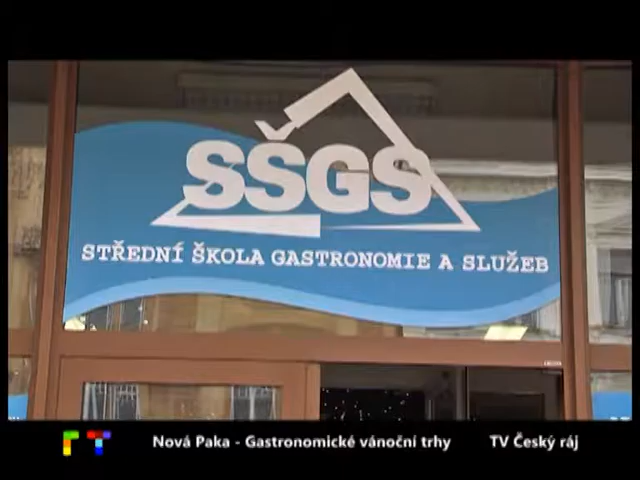 SŠGS
STŘEDNÍ ŠKOLA GASTRONOMIE A SLUŽEB
Nová Paka - Gastronomické vánoční trhy TV Český ráj